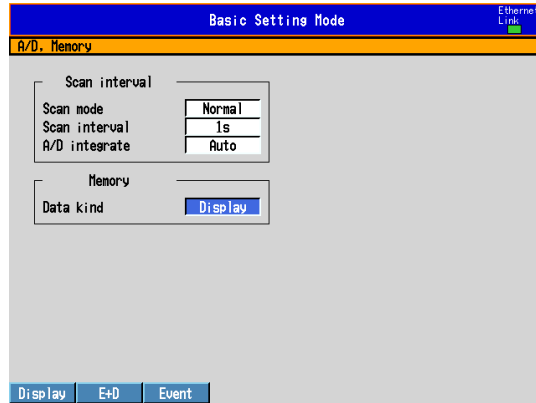 Basic Setting Mode
Ethernet
Link
A/D, Memory
Scan interval
Scan mode Normal
Scan interval 1s
A/D integrate Auto
Memory
Data kind Display
Display E+D Event